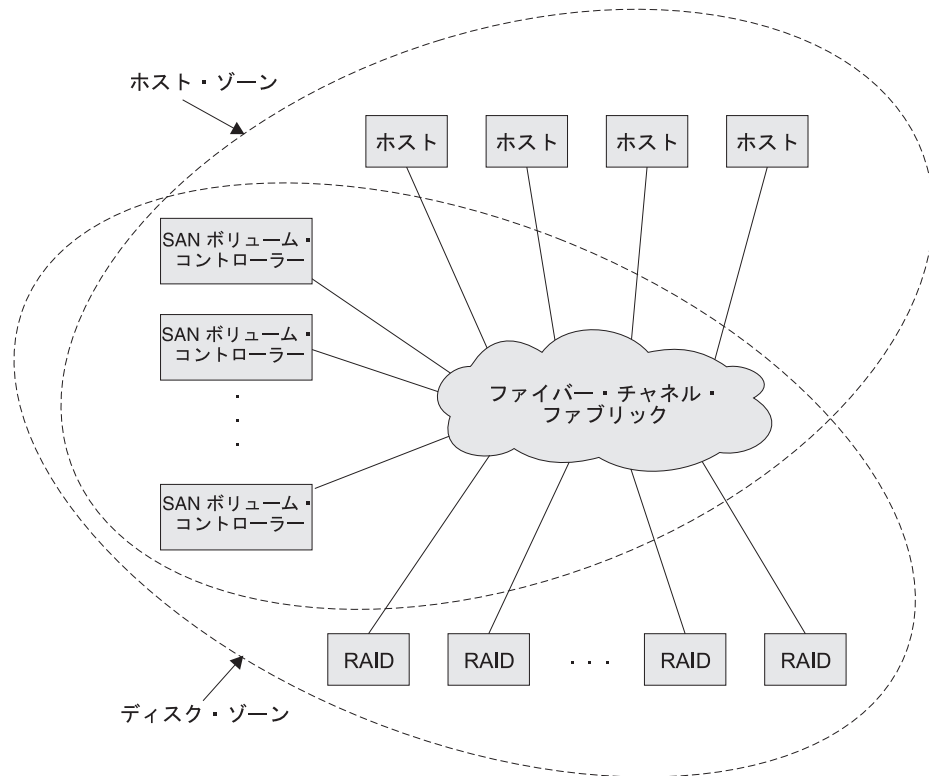 ホスト・ゾーン
ホスト
ホスト
ホスト
ホスト
SAN ボリューム・
コントローラー
SAN ボリューム・
コントローラー
SAN ボリューム・
コントローラー
ファイバー・チャネル・
ファブリック
RAID
RAID
. . .
RAID
RAID
ディスク・ゾーン